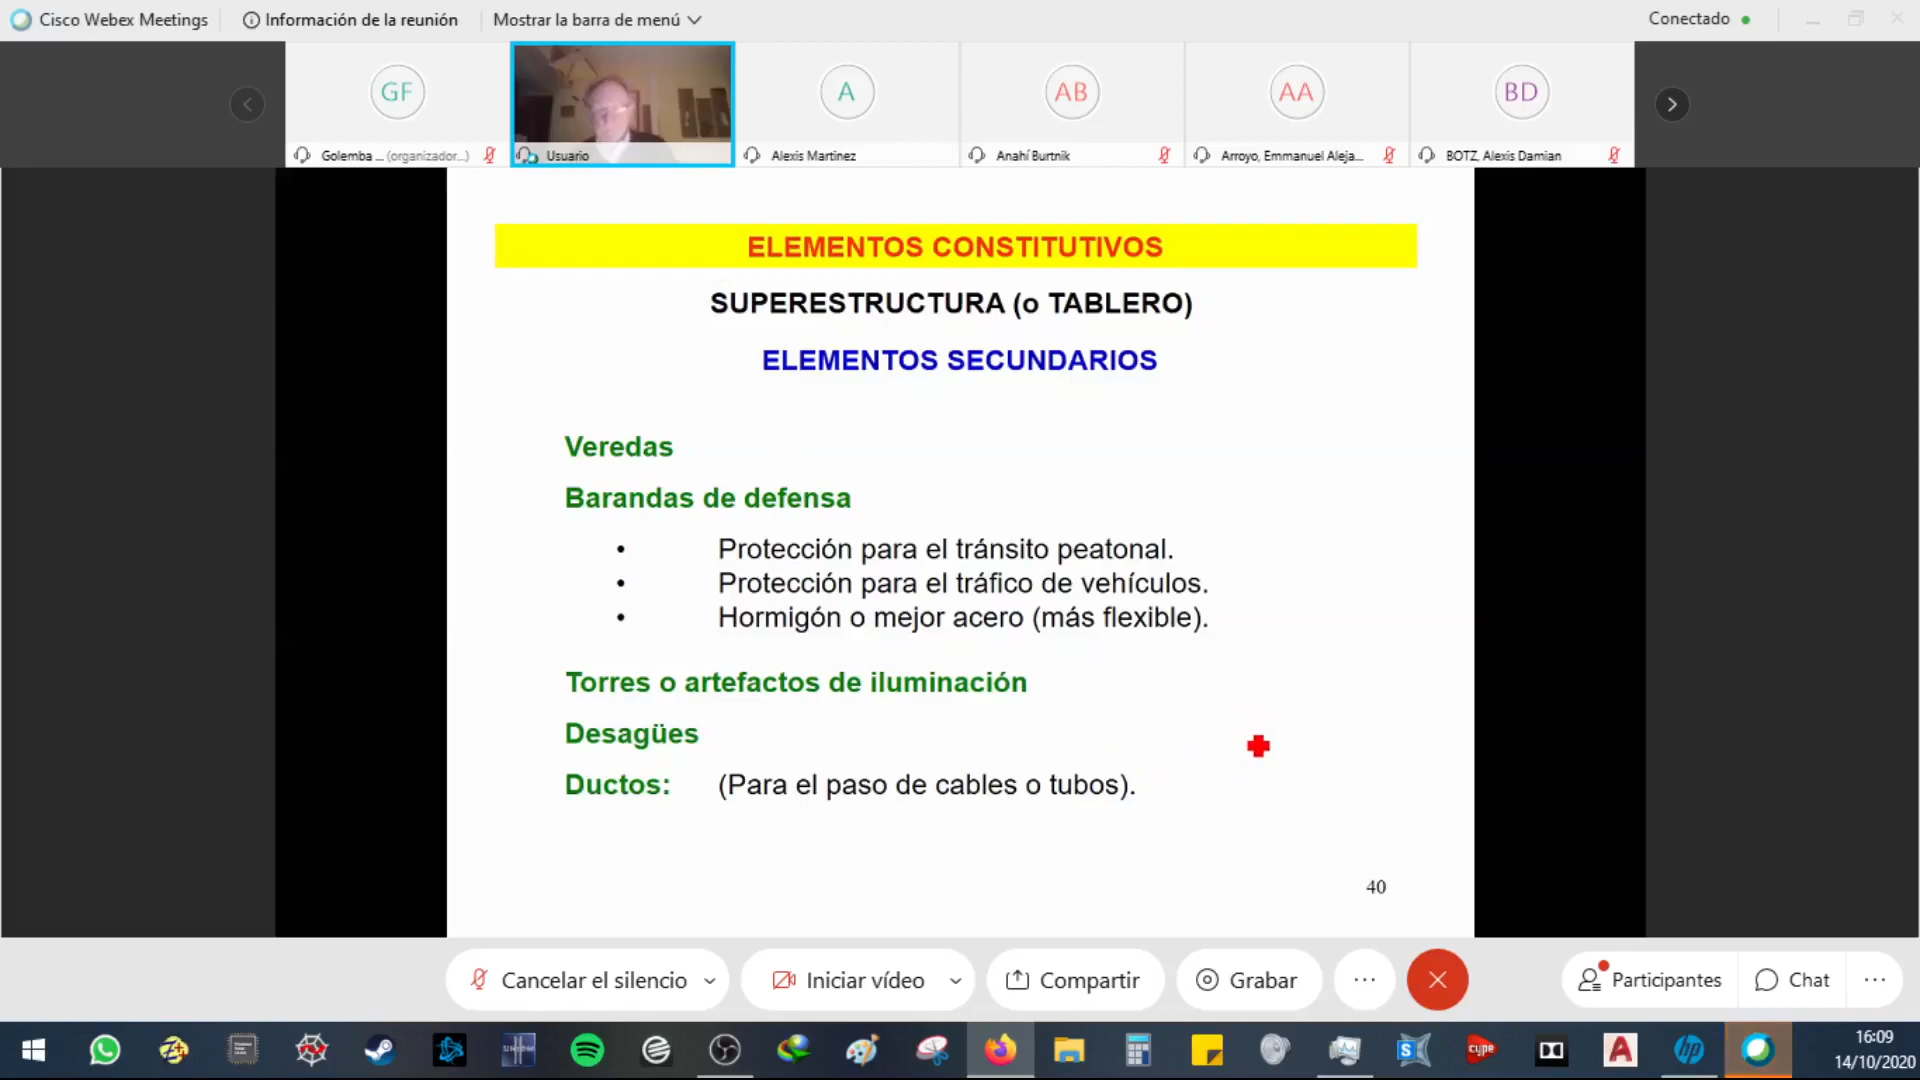 Cisco Webex Meetings
Información de la reunión
Mostrar la barra de menú
Conectado
GF
A
AB
AA
BD
Golemba ... (organizador...)
Usuario
Alexis Martinez
Anahí Burtnik
Arroyo, Emmanuel Aleja...
BOTZ, Alexis Damian
ELEMENTOS CONSTITUTIVOS
SUPERESTRUCTURA (o TABLERO)
ELEMENTOS SECUNDARIOS
Veredas
Barandas de defensa
• Protección para el tránsito peatonal.
• Protección para el tráfico de vehículos.
• Hormigón o mejor acero (más flexible).
Torres o artefactos de iluminación
Desagües
Ductos: (Para el paso de cables o tubos).
40
Cancelar el silencio
Iniciar vídeo
Compartir
Grabar
Participantes
Chat
cype
hp
16:09
14/10/2020